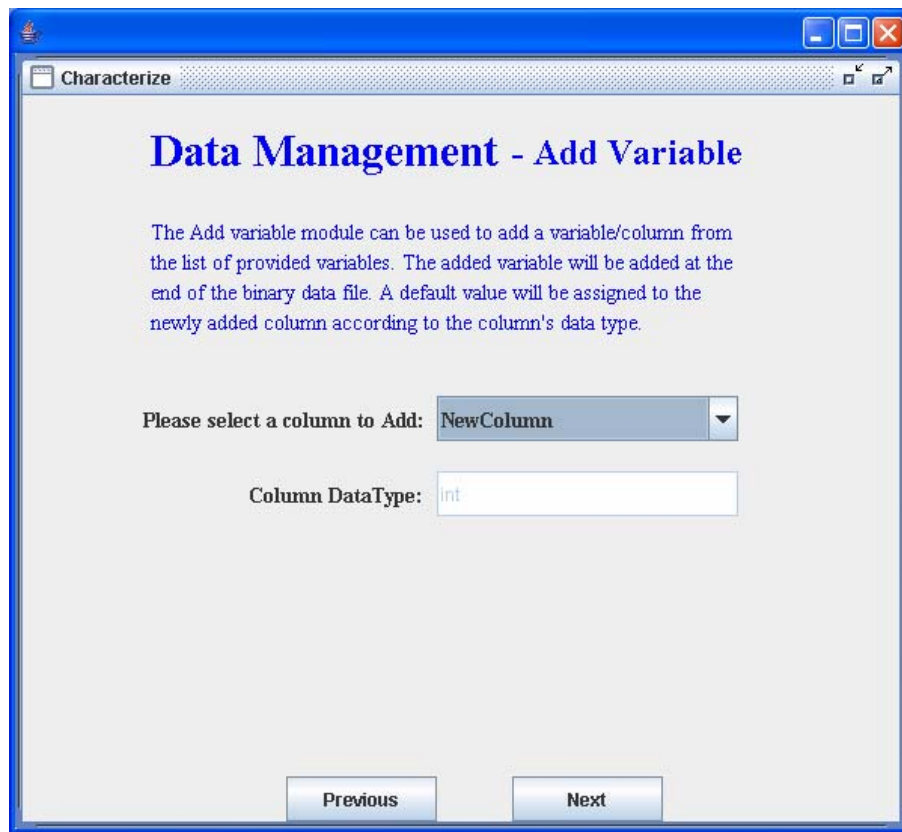 Characterize
Data Management - Add Variable
The Add variable module can be used to add a variable/column from
the list of provided variables. The added variable will be added at the
end of the binary data file. A default value will be assigned to the
newly added column according to the column's data type.
Please select a column to Add: NewColumn
Column DataType: int
Previous Next